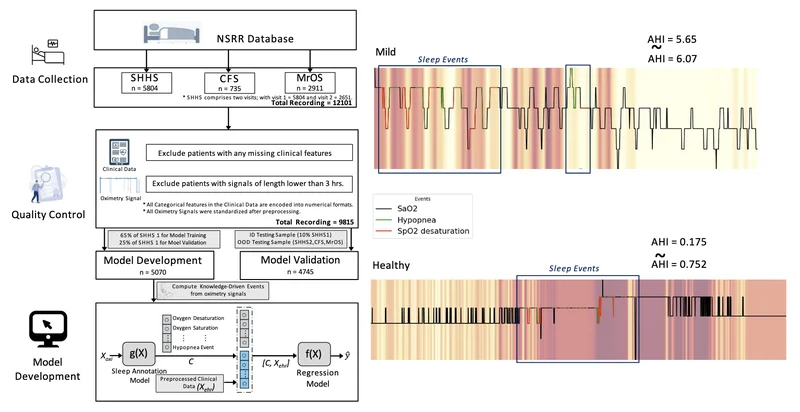 NSRR Database
Data Collection
SHHS
n = 5804
CFS
n = 735
MrOS
n = 2911
* SHHS comprises two visits; with visit 1 = 5804 and visit 2 = 2651.
Total Recording = 12101
Quality Control
Clinical Data
Exclude patients with any missing clinical features
Oximetry Signal
Exclude patients with signals of length lower than 3 hrs.
* All Categorical features in the Clinical Data are encoded into numerical formats.
* All Oximetry Signals were standardized after preprocessing.
Total Recording = 9815
65% of SHHS 1 for Model Training
25% of SHHS 1 for Moel Validation
ID Testing Sample (10% SHHS1)
OOD Testing Sample (SHHS2,CFS,MrOS)
Model Development
n = 5070
Model Validation
n = 4745
Compute Knowledge-Driven Events
from oximetry signals
Model
Development
Oxygen Desaturation
Oxygen Saturation
Hypopnea Event
X_oxi
g(X)
C
[C, X_ehr]
f(X)
ŷ
Sleep Annotation
Model
Preprocessed Clinical
Data (X_ehr)
Regression
Model
Mild
Sleep Events
AHI = 5.65
~
AHI = 6.07
Events
SaO2
Hypopnea
SpO2 desaturation
Healthy
Sleep Events
AHI = 0.175
~
AHI = 0.752